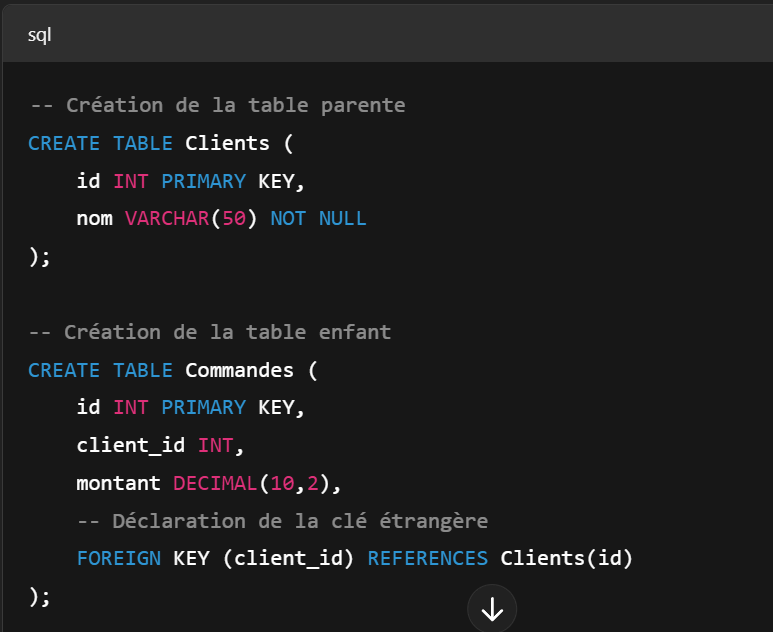 sql
-- Création de la table parente
CREATE TABLE Clients (
    id INT PRIMARY KEY,
    nom VARCHAR(50) NOT NULL
);
-- Création de la table enfant
CREATE TABLE Commandes (
    id INT PRIMARY KEY,
    client_id INT,
    montant DECIMAL(10,2),
    -- Déclaration de la clé étrangère
    FOREIGN KEY (client_id) REFERENCES Clients(id)
);